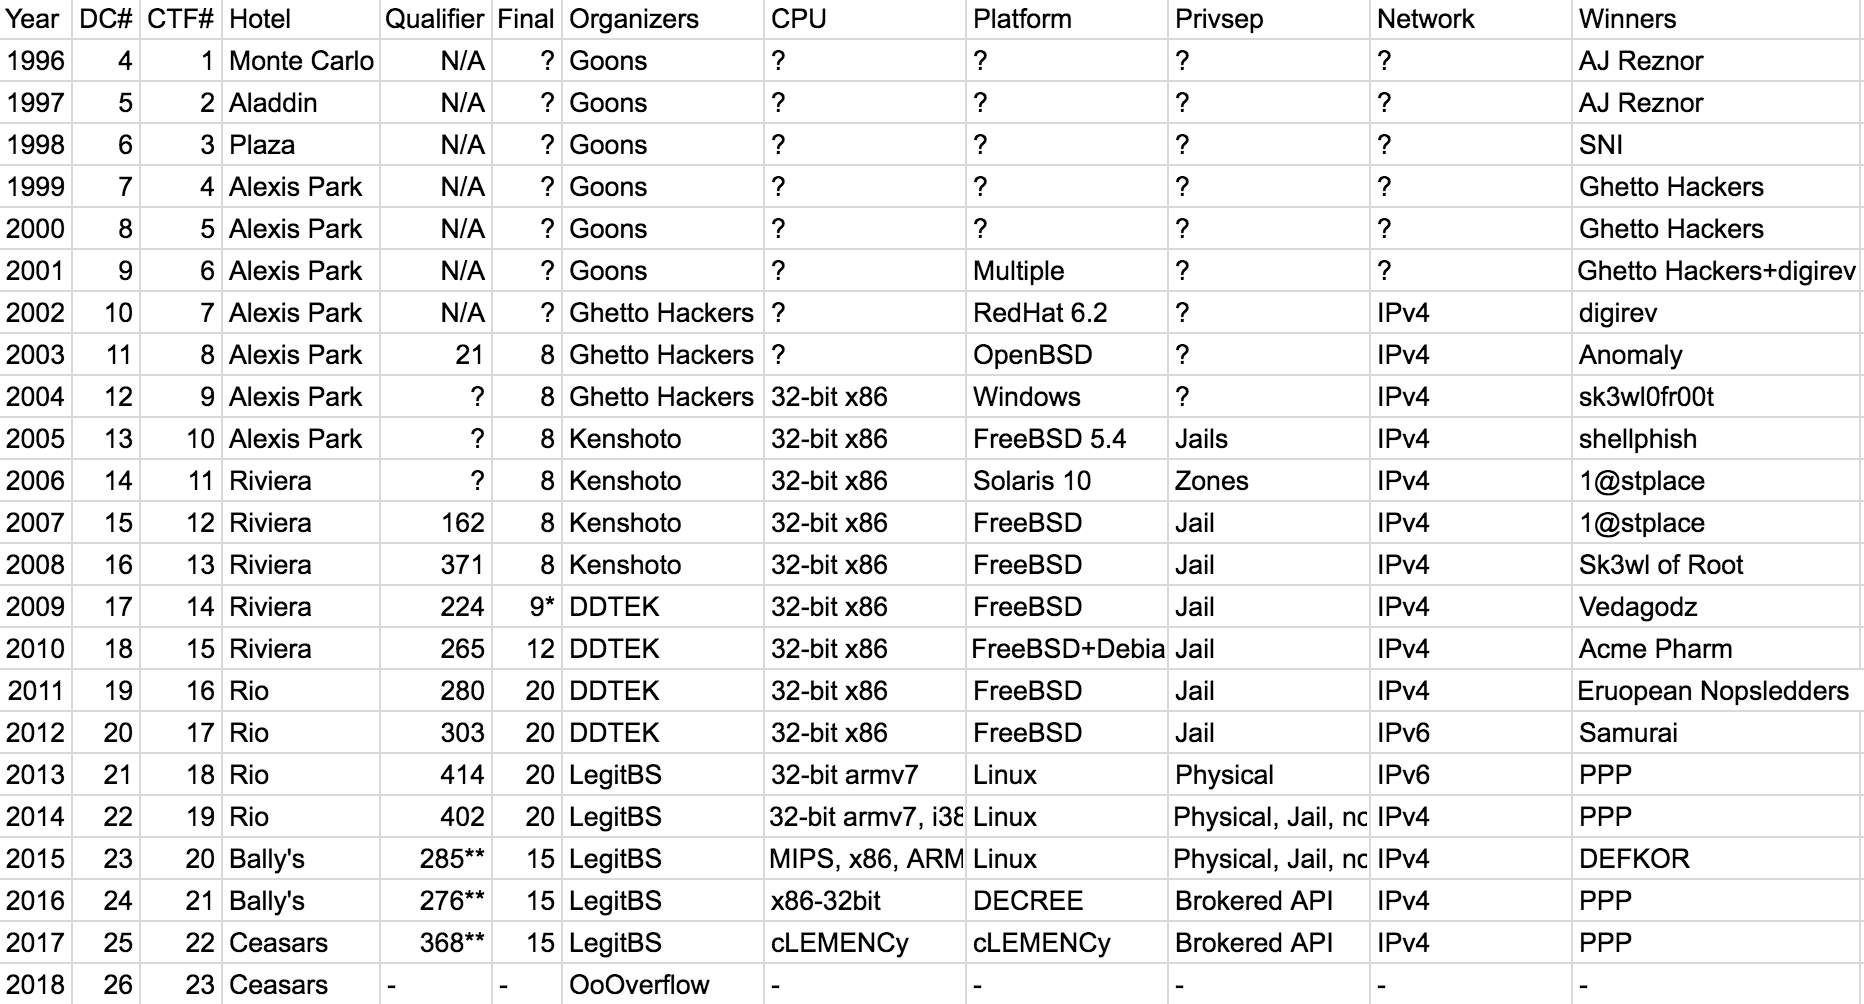 Year DC# CTF# Hotel Qualifier Final Organizers CPU Platform Privsep Network Winners
1996 4 1 Monte Carlo N/A ? Goons ? ? ? ? AJ Reznor
1997 5 2 Aladdin N/A ? Goons ? ? ? ? AJ Reznor
1998 6 3 Plaza N/A ? Goons ? ? ? ? SNI
1999 7 4 Alexis Park N/A ? Goons ? ? ? ? Ghetto Hackers
2000 8 5 Alexis Park N/A ? Goons ? ? ? ? Ghetto Hackers
2001 9 6 Alexis Park N/A ? Goons ? Multiple ? ? Ghetto Hackers+digirev
2002 10 7 Alexis Park N/A ? Ghetto Hackers ? RedHat 6.2 ? IPv4 digirev
2003 11 8 Alexis Park 21 8 Ghetto Hackers ? OpenBSD ? IPv4 Anomaly
2004 12 9 Alexis Park ? 8 Ghetto Hackers 32-bit x86 Windows ? IPv4 sk3wl0fr00t
2005 13 10 Alexis Park ? 8 Kenshoto 32-bit x86 FreeBSD 5.4 Jails IPv4 shellphish
2006 14 11 Riviera ? 8 Kenshoto 32-bit x86 Solaris 10 Zones IPv4 1@stplace
2007 15 12 Riviera 162 8 Kenshoto 32-bit x86 FreeBSD Jail IPv4 1@stplace
2008 16 13 Riviera 371 8 Kenshoto 32-bit x86 FreeBSD Jail IPv4 Sk3wl of Root
2009 17 14 Riviera 224 9* DDTEK 32-bit x86 FreeBSD Jail IPv4 Vedagodz
2010 18 15 Riviera 265 12 DDTEK 32-bit x86 FreeBSD+Debia Jail IPv4 Acme Pharm
2011 19 16 Rio 280 20 DDTEK 32-bit x86 FreeBSD Jail IPv4 Eruopean Nopsledders
2012 20 17 Rio 303 20 DDTEK 32-bit x86 FreeBSD Jail IPv6 Samurai
2013 21 18 Rio 414 20 LegitBS 32-bit armv7 Linux Physical IPv6 PPP
2014 22 19 Rio 402 20 LegitBS 32-bit armv7, i38 Linux Physical, Jail, no IPv4 PPP
2015 23 20 Bally's 285** 15 LegitBS MIPS, x86, ARM Linux Physical, Jail, no IPv4 DEFKOR
2016 24 21 Bally's 276** 15 LegitBS x86-32bit DECREE Brokered API IPv4 PPP
2017 25 22 Ceasars 368** 15 LegitBS cLEMENCy cLEMENCy Brokered API IPv4 PPP
2018 26 23 Ceasars - - OoOverflow - - - - -